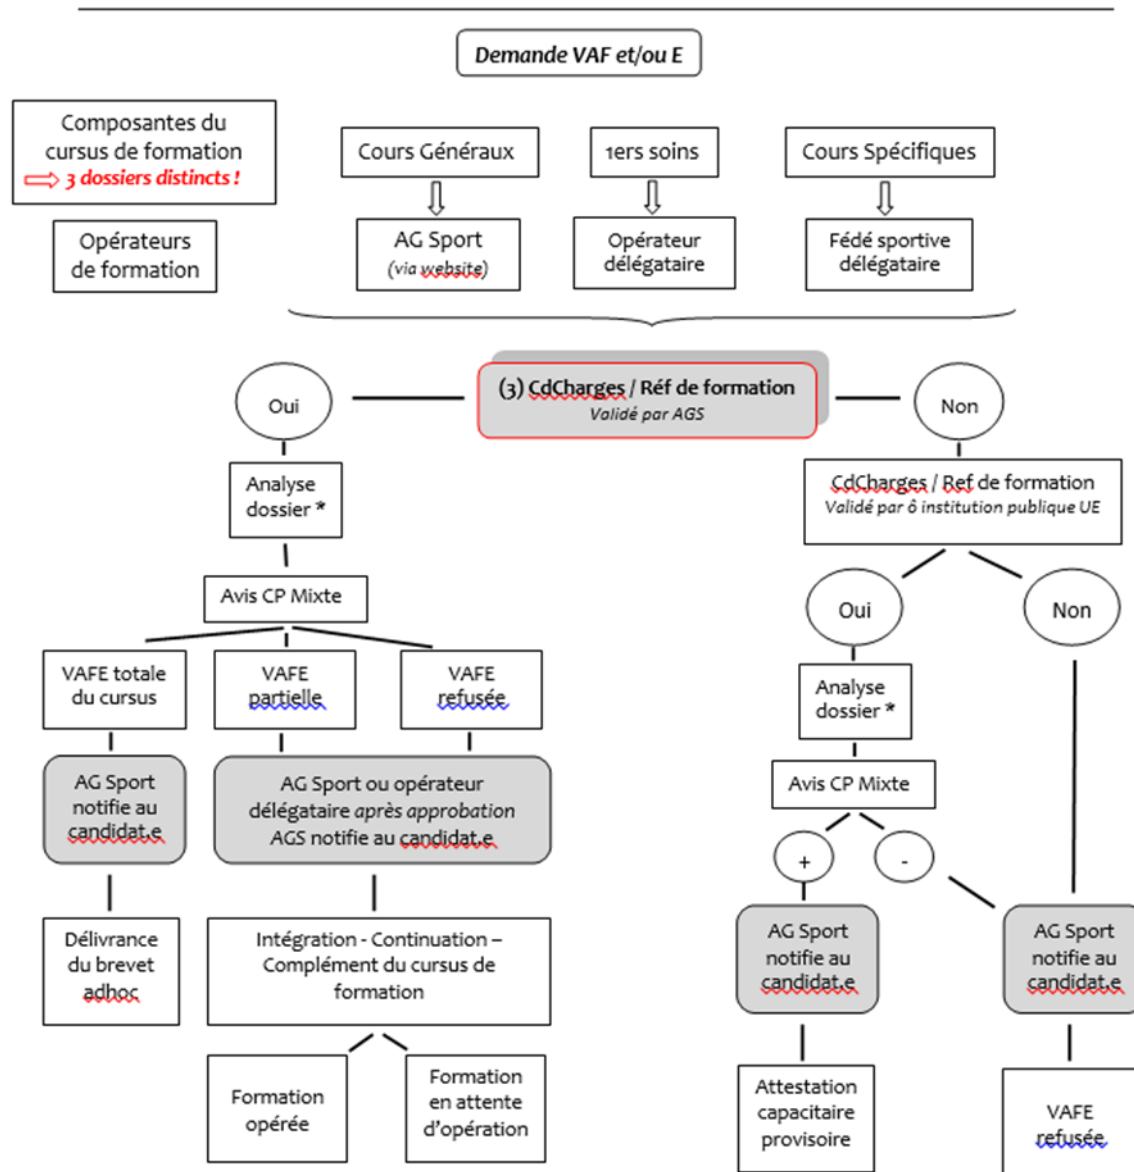 Demande VAF et/ou E
Composantes du
cursus de formation
3 dossiers distincts !
Cours Généraux
1ers soins
Cours Spécifiques
Opérateurs
de formation
AG Sport
(via website)
Opérateur
délégataire
Fédé sportive
délégataire
(3) CdCharges / Réf de formation
Validé par AGS
Oui
Non
Analyse
dossier *
CdCharges / Ref de formation
Validé par ô institution publique UE
Avis CP Mixte
Oui
Non
VAFE totale
du cursus
VAFE
partielle
VAFE
refusée
Analyse
dossier *
AG Sport
notifie au
candidat.e
AG Sport ou opérateur
délégataire après approbation
AGS notifie au candidat.e
Avis CP Mixte
+
-
Délivrance
du brevet
adhoc
Intégration - Continuation –
Complément du cursus de
formation
AG Sport
notifie au
candidat.e
AG Sport
notifie au
candidat.e
Formation
opérée
Formation
en attente
d'opération
Attestation
capacitaire
provisoire
VAFE
refusée